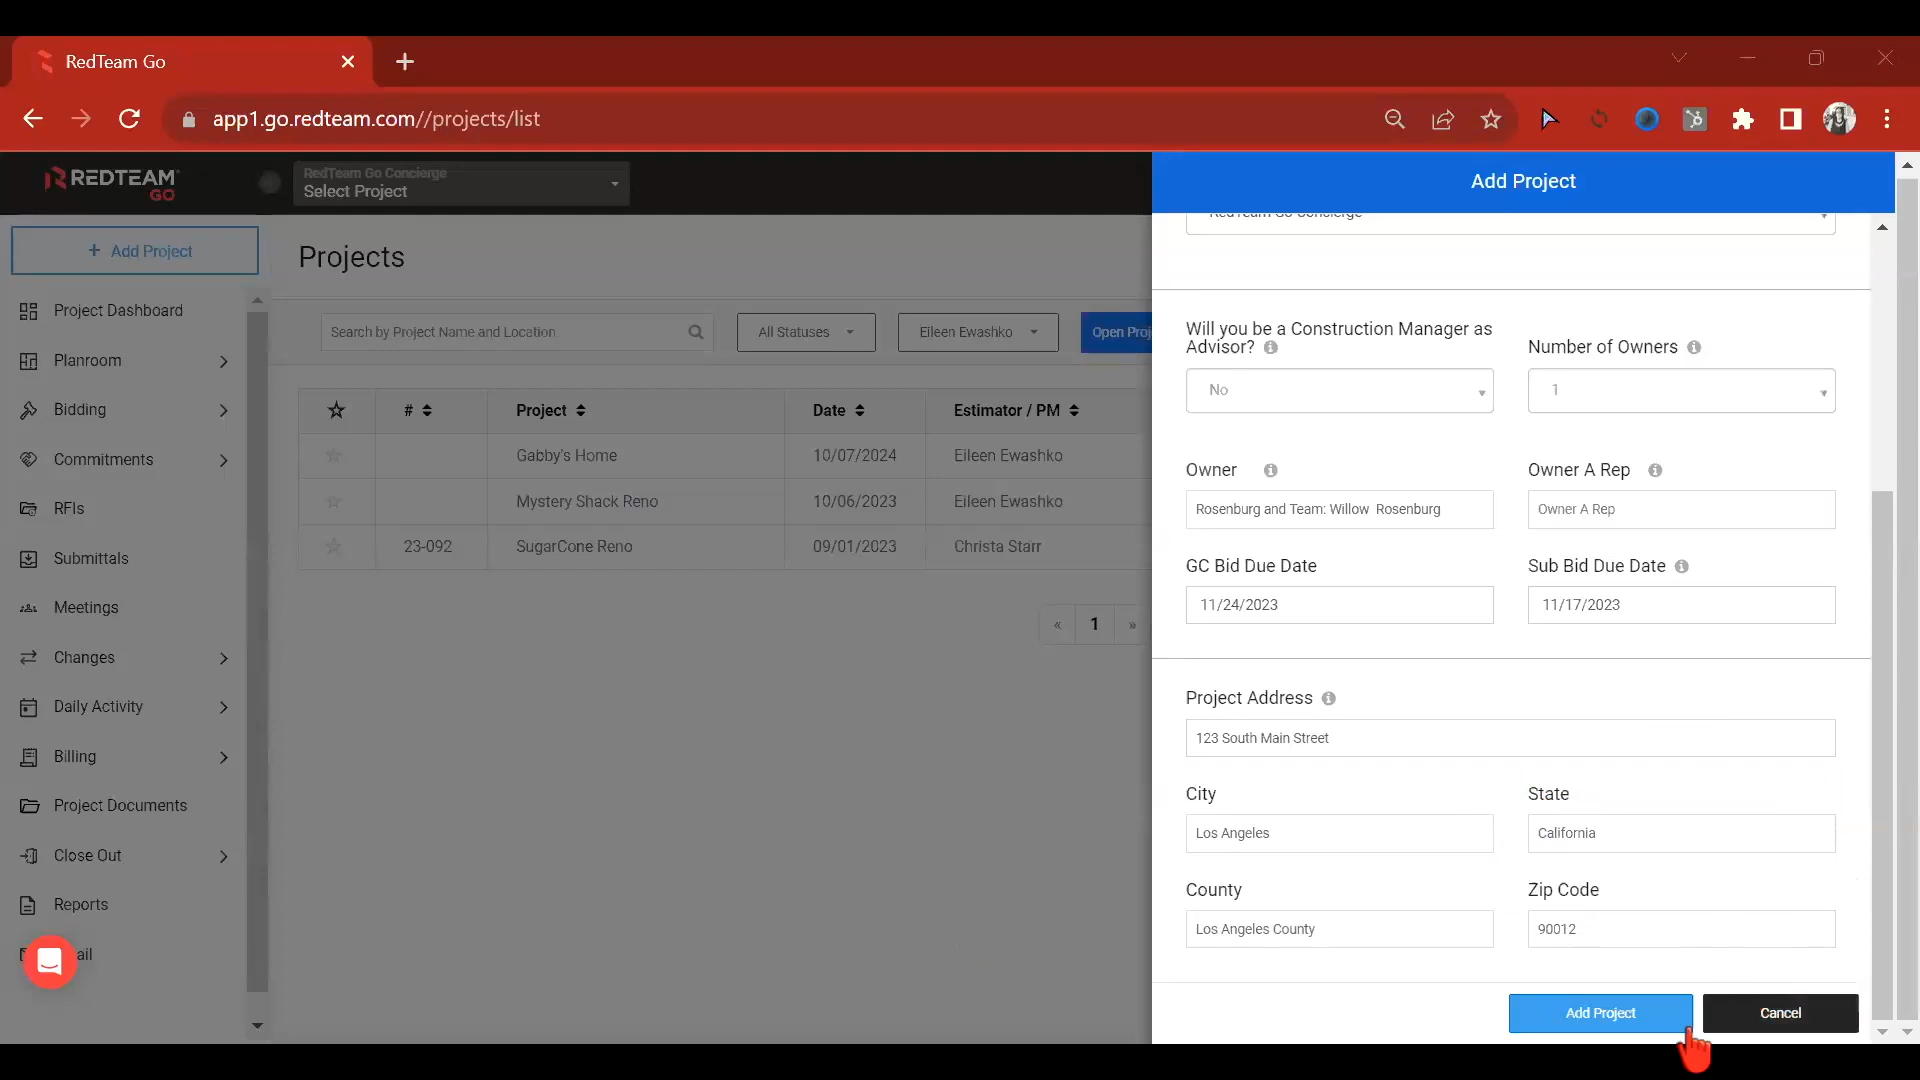 RedTeam Go
app1.go.redteam.com//projects/list
REDTEAM
GO
RedTeam Go Concierge
Select Project
+ Add Project
Project Dashboard
Planroom
Bidding
Commitments
RFIs
Submittals
Meetings
Changes
Daily Activity
Billing
Project Documents
Close Out
Reports
ail
Projects
Search by Project Name and Location
All Statuses
Eileen Ewashko
Open Proj
# Project Date Estimator / PM
Gabby's Home 10/07/2024 Eileen Ewashko
Mystery Shack Reno 10/06/2023 Eileen Ewashko
23-092 SugarCone Reno 09/01/2023 Christa Starr
« 1 »
Add Project
RedTeam Go Concierge
Will you be a Construction Manager as
Advisor?
Number of Owners
No
1
Owner
Owner A Rep
Rosenburg and Team: Willow Rosenburg
Owner A Rep
GC Bid Due Date
Sub Bid Due Date
11/24/2023
11/17/2023
Project Address
123 South Main Street
City
State
Los Angeles
California
County
Zip Code
Los Angeles County
90012
Add Project
Cancel